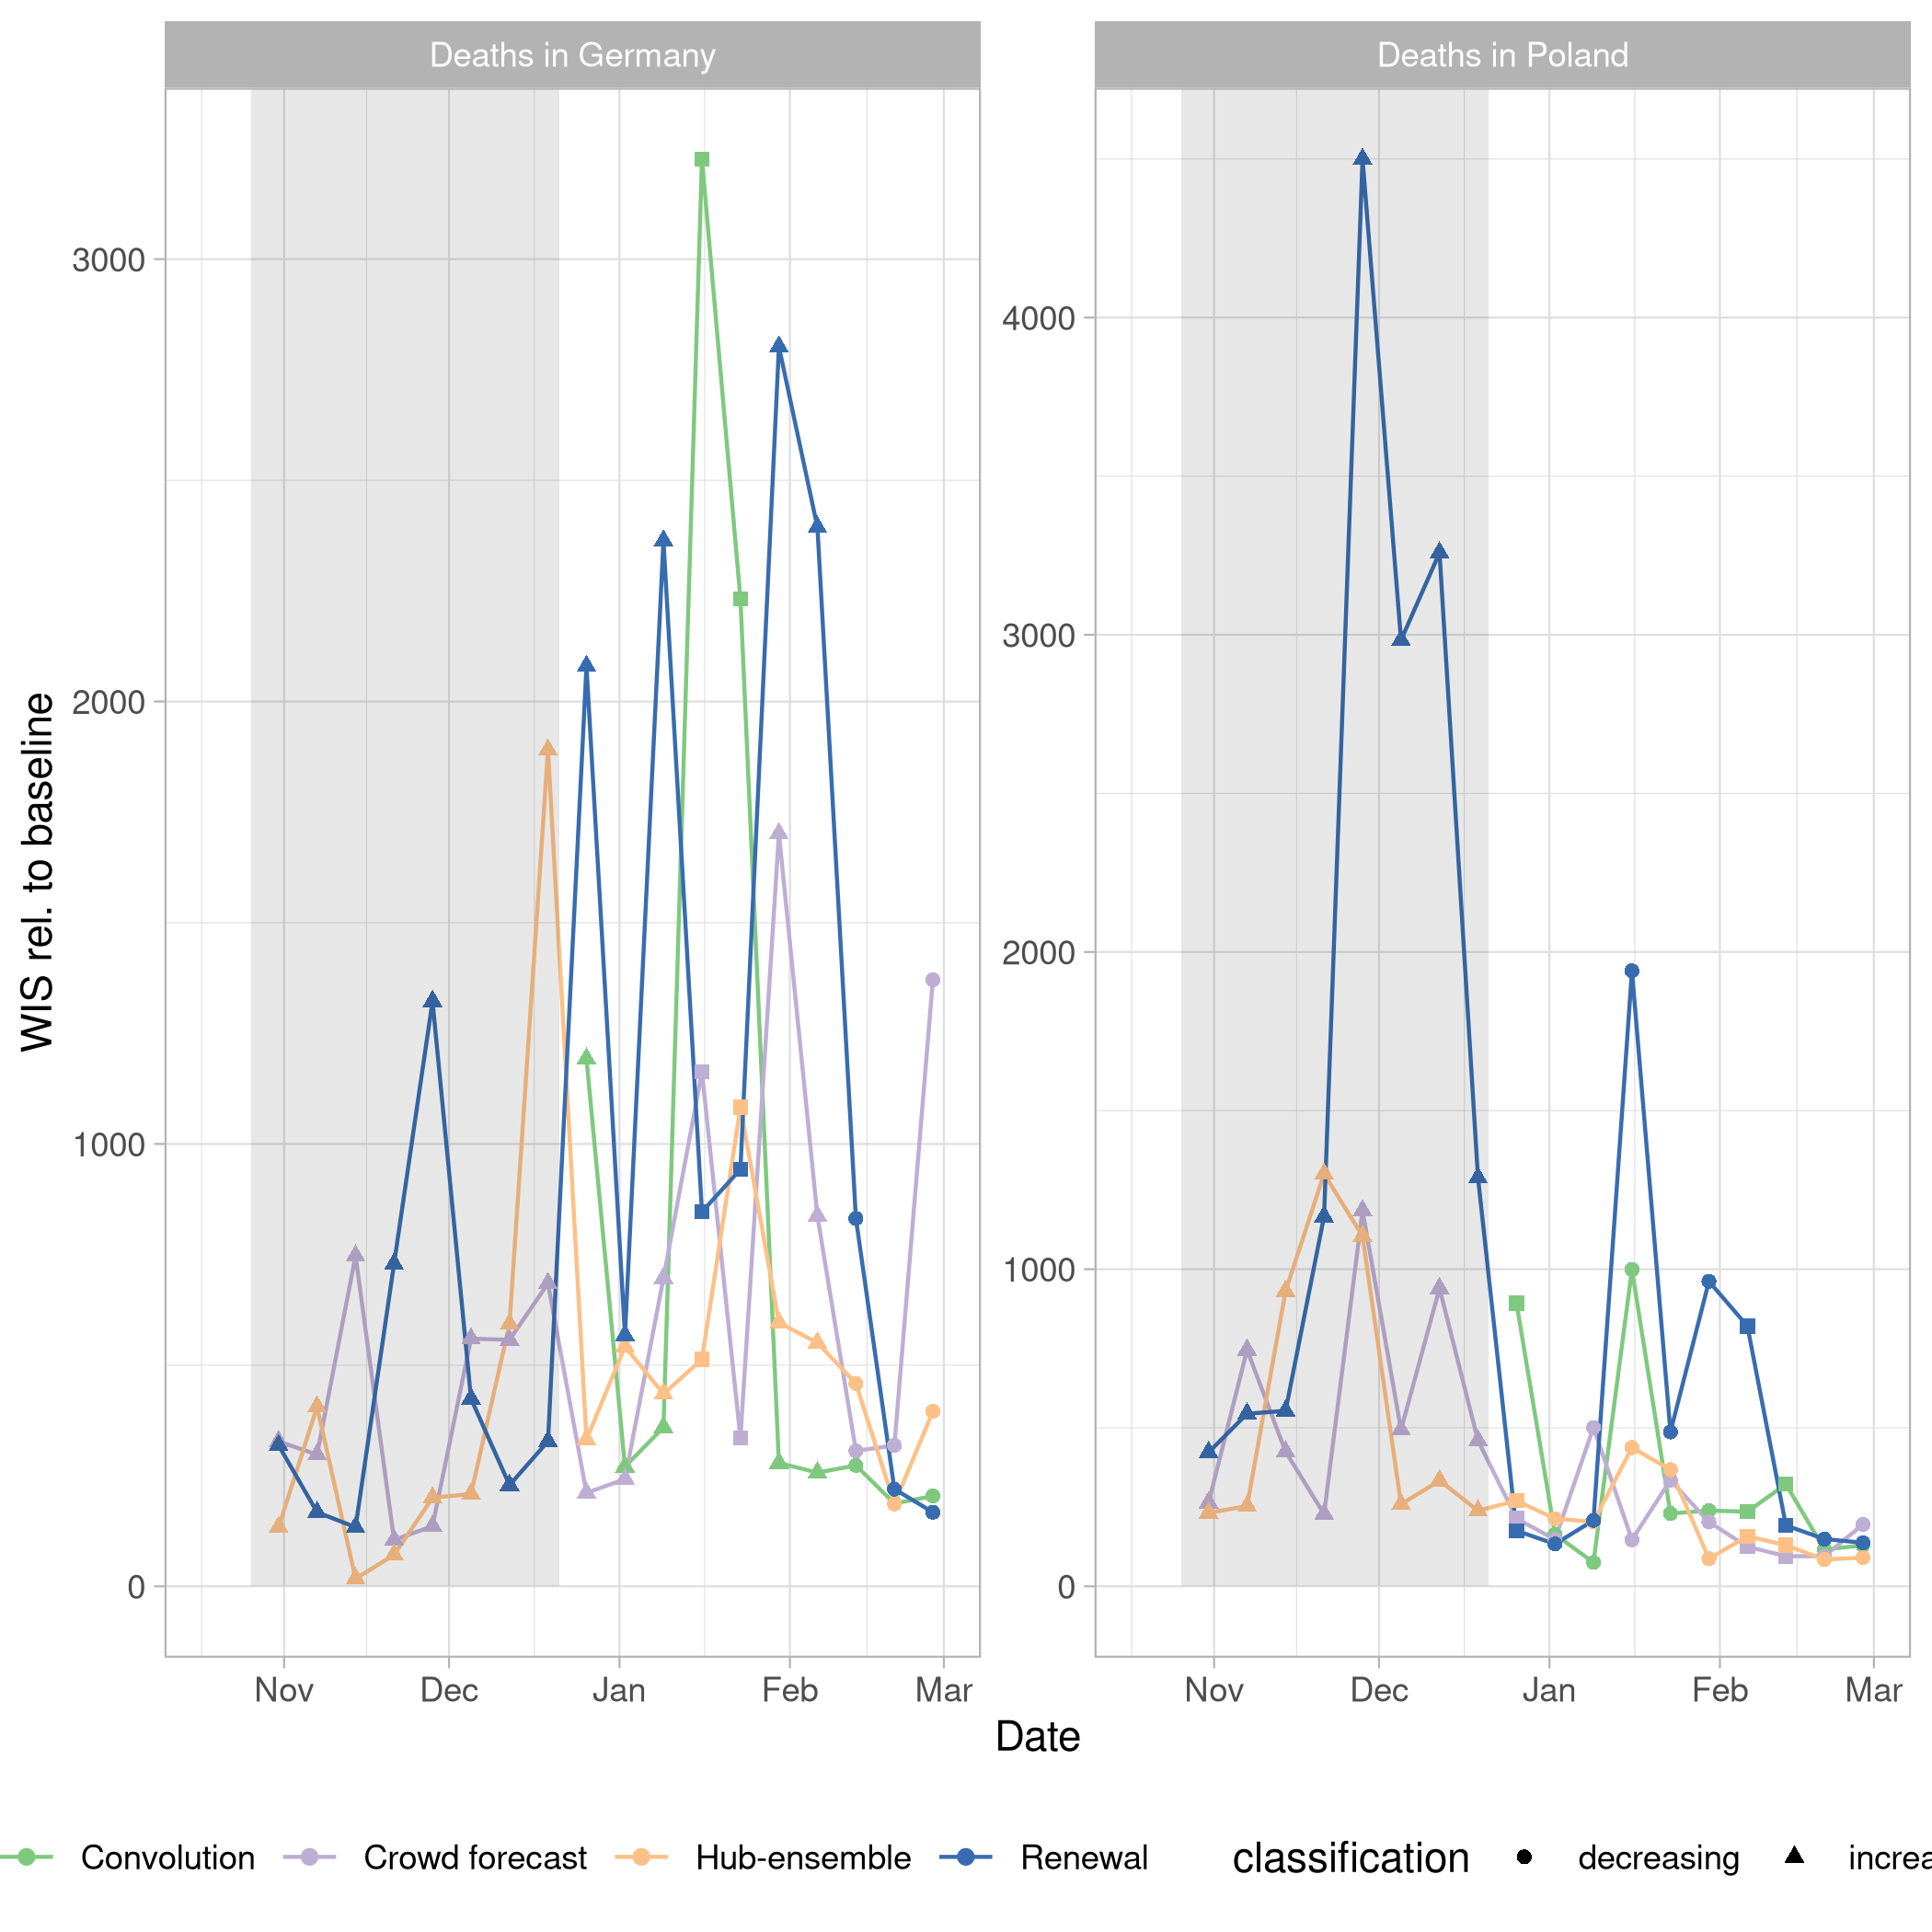 Deaths in Germany
Deaths in Poland
WIS rel. to baseline
3000
2000
1000
0
4000
3000
2000
1000
0
Nov Dec Jan Feb Mar
Nov Dec Jan Feb Mar
Date
Convolution Crowd forecast Hub-ensemble Renewal classification decreasing